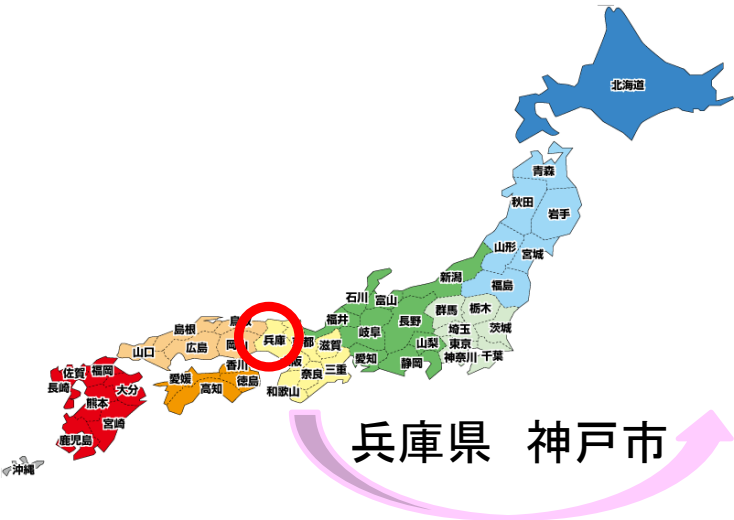 北海道
青森
秋田
岩手
山形
宮城
新潟
福島
石川
富山
群馬
栃木
福井
長野
茨城
岐阜
埼玉
島根
兵庫
滋賀
山梨
東京
山口
広島
愛知
神奈川
千葉
静岡
香川
三重
奈良
佐賀
福岡
愛媛
徳島
長崎
大分
高知
和歌山
熊本
宮崎
鹿児島
沖縄
兵庫県 神戸市